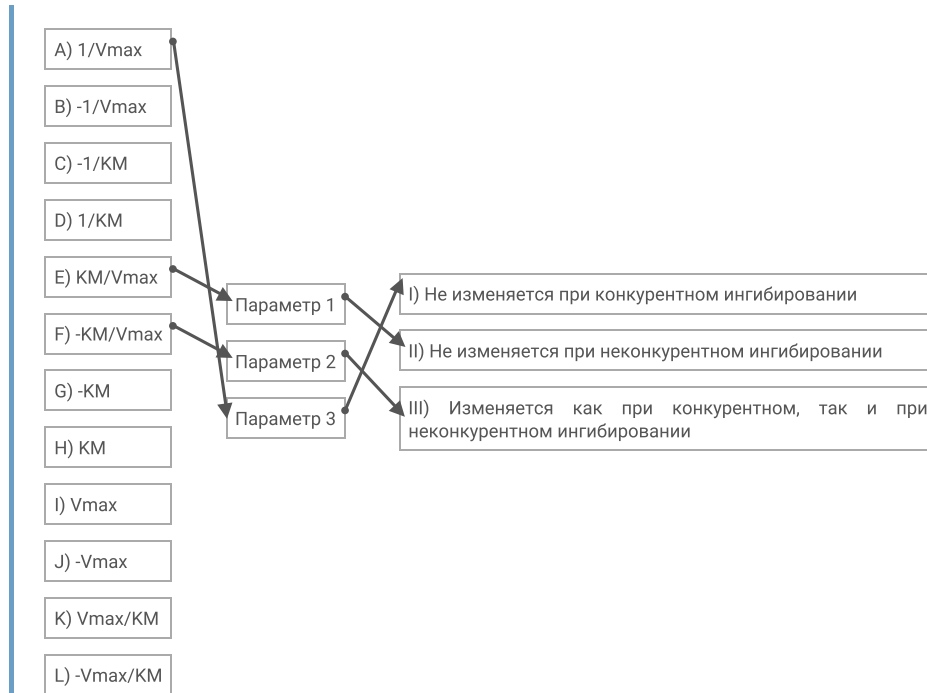 A) 1/Vmax
B) -1/Vmax
C) -1/KM
D) 1/KM
E) KM/Vmax
F) -KM/Vmax
G) -KM
H) KM
I) Vmax
J) -Vmax
K) Vmax/KM
L) -Vmax/KM
Параметр 1
Параметр 2
Параметр 3
I) Не изменяется при конкурентном ингибировании
II) Не изменяется при неконкурентном ингибировании
III) Изменяется как при конкурентном, так и при
неконкурентном ингибировании